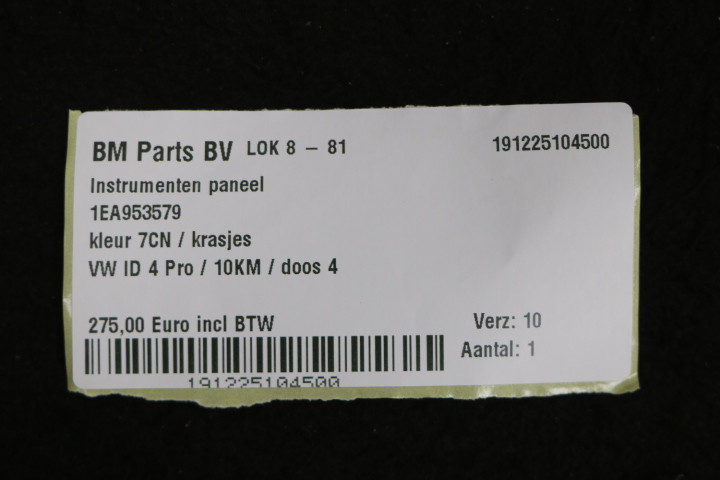 BM Parts BV LOK 8 – 81 191225104500
Instrumenten paneel
1EA953579
kleur 7CN / krasjes
VW ID 4 Pro / 10KM / doos 4
275,00 Euro incl BTW Verz: 10
Aantal: 1
191225104500